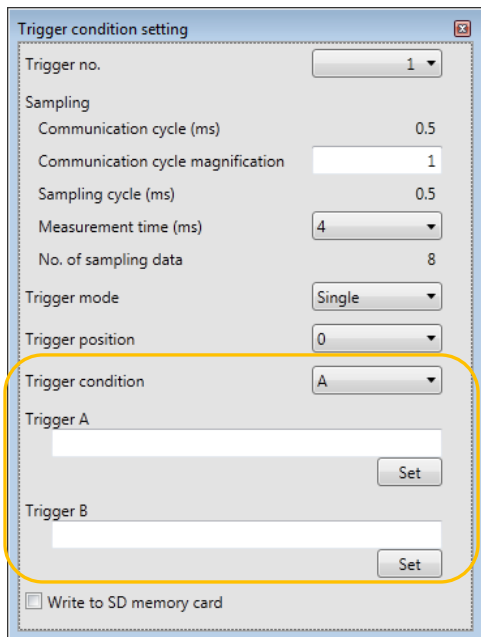 Trigger condition setting
Trigger no. 1
Sampling
Communication cycle (ms) 0.5
Communication cycle magnification 1
Sampling cycle (ms) 0.5
Measurement time (ms) 4
No. of sampling data 8
Trigger mode Single
Trigger position 0
Trigger condition A
Trigger A
Set
Trigger B
Set
Write to SD memory card